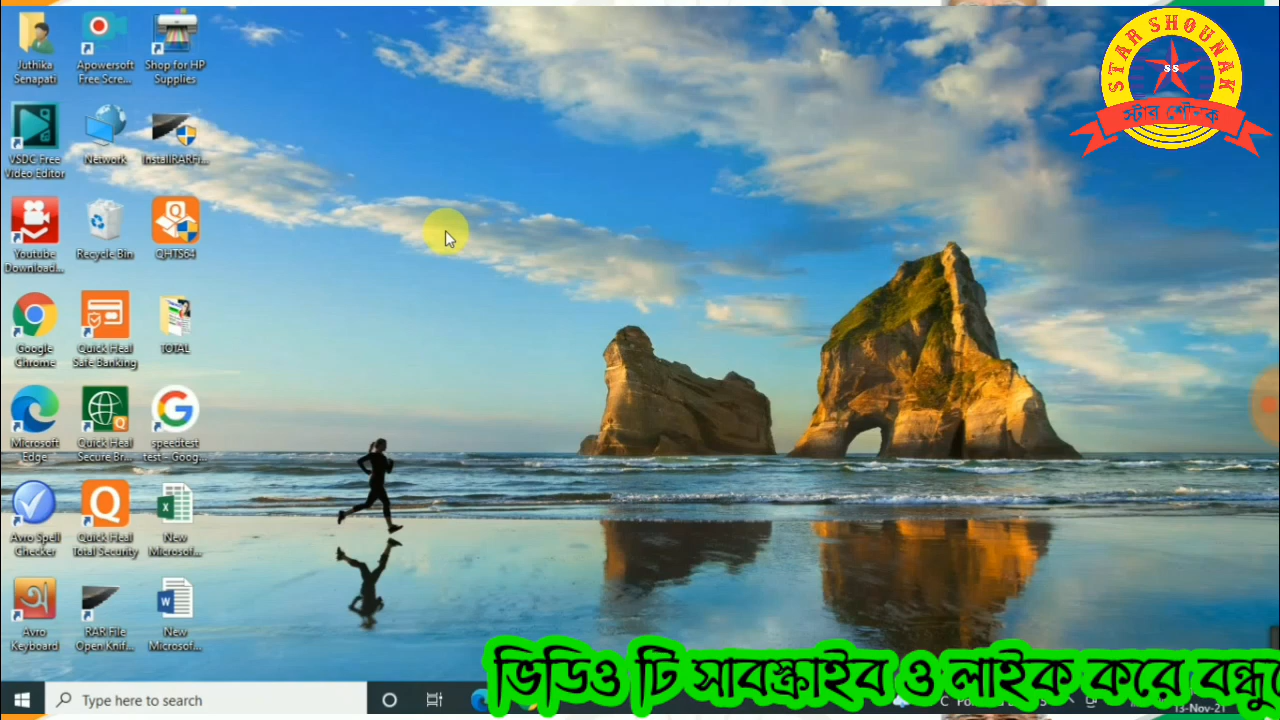 Juthika
Senapati
Apowersoft
Free Scre...
Shop for HP
Supplies
VSDC Free
Video Editor
Network
InstallRARFi...
Youtube
Download...
Recycle Bin
QHTS64
Google
Chrome
Quick Heal
Safe Banking
TOTAL
Microsoft
Edge
Quick Heal
Secure Br...
speedtest
test - Goog...
Avro Spell
Checker
Quick Heal
Total Security
New
Microsof...
Avro
Keyboard
RAR File
Open Knif...
New
Microsof...
STAR SHOUNAK
SS
স্টার শৌনক
ভিডিও টি সাবস্ক্রাইব ও লাইক করে
Type here to search
13-Nov-21